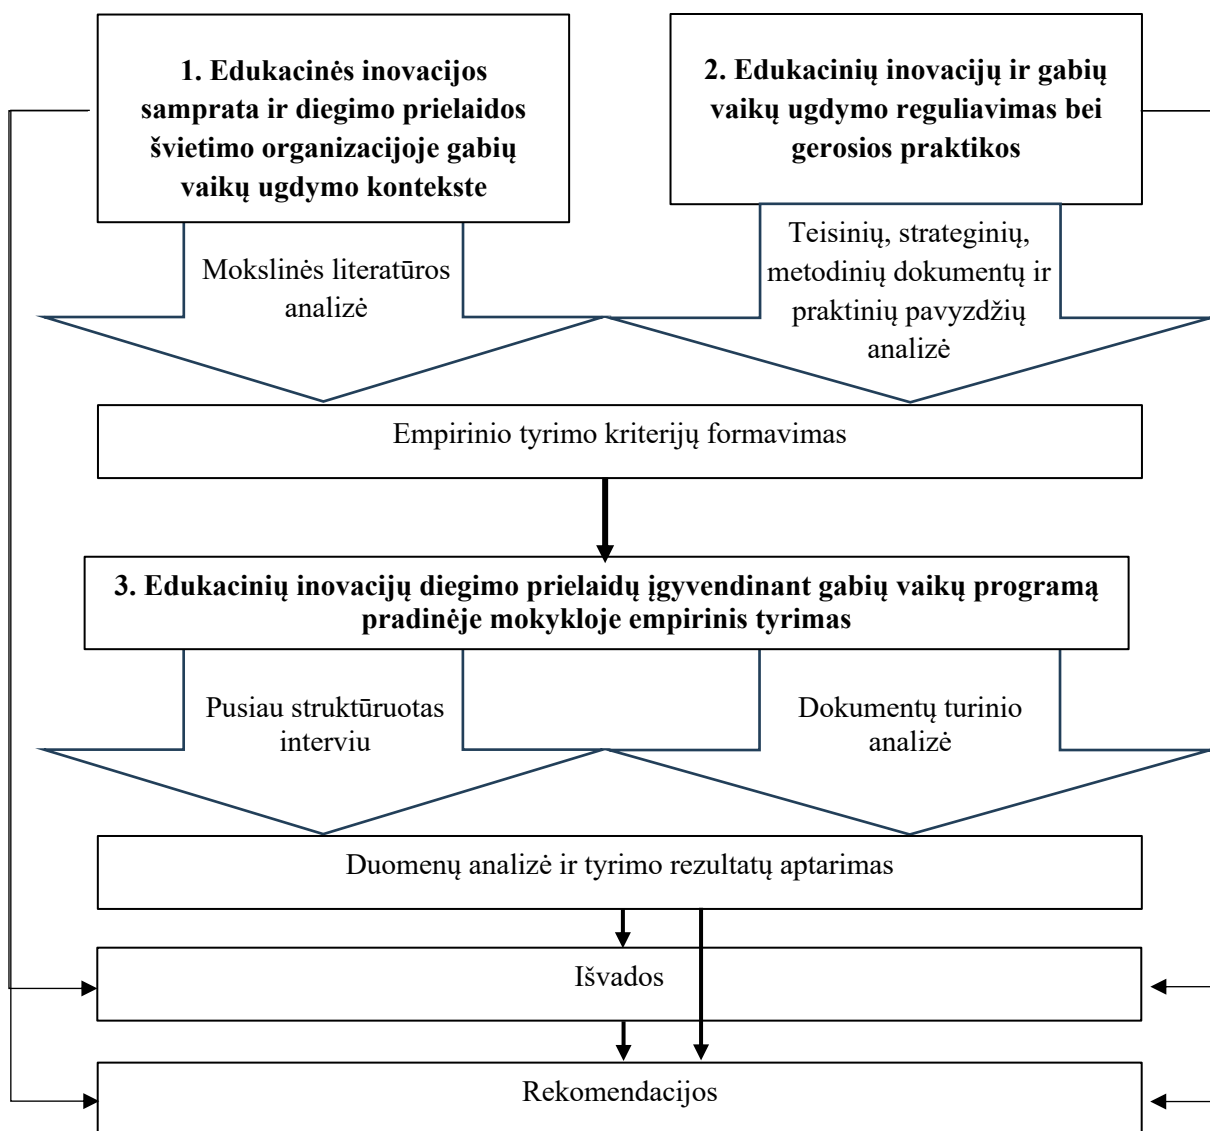 1. Edukacinės inovacijos
samprata ir diegimo prielaidos
švietimo organizacijoje gabių
vaikų ugdymo kontekste
2. Edukacinių inovacijų ir gabių
vaikų ugdymo reguliavimas bei
gerosios praktikos
Mokslinės literatūros
analizė
Teisinių, strateginių,
metodinių dokumentų ir
praktinių pavyzdžių
analizė
Empirinio tyrimo kriterijų formavimas
3. Edukacinių inovacijų diegimo prielaidų įgyvendinant gabių vaikų programą
pradinėje mokykloje empirinis tyrimas
Pusiau struktūruotas
interviu
Dokumentų turinio
analizė
Duomenų analizė ir tyrimo rezultatų aptarimas
Išvados
Rekomendacijos